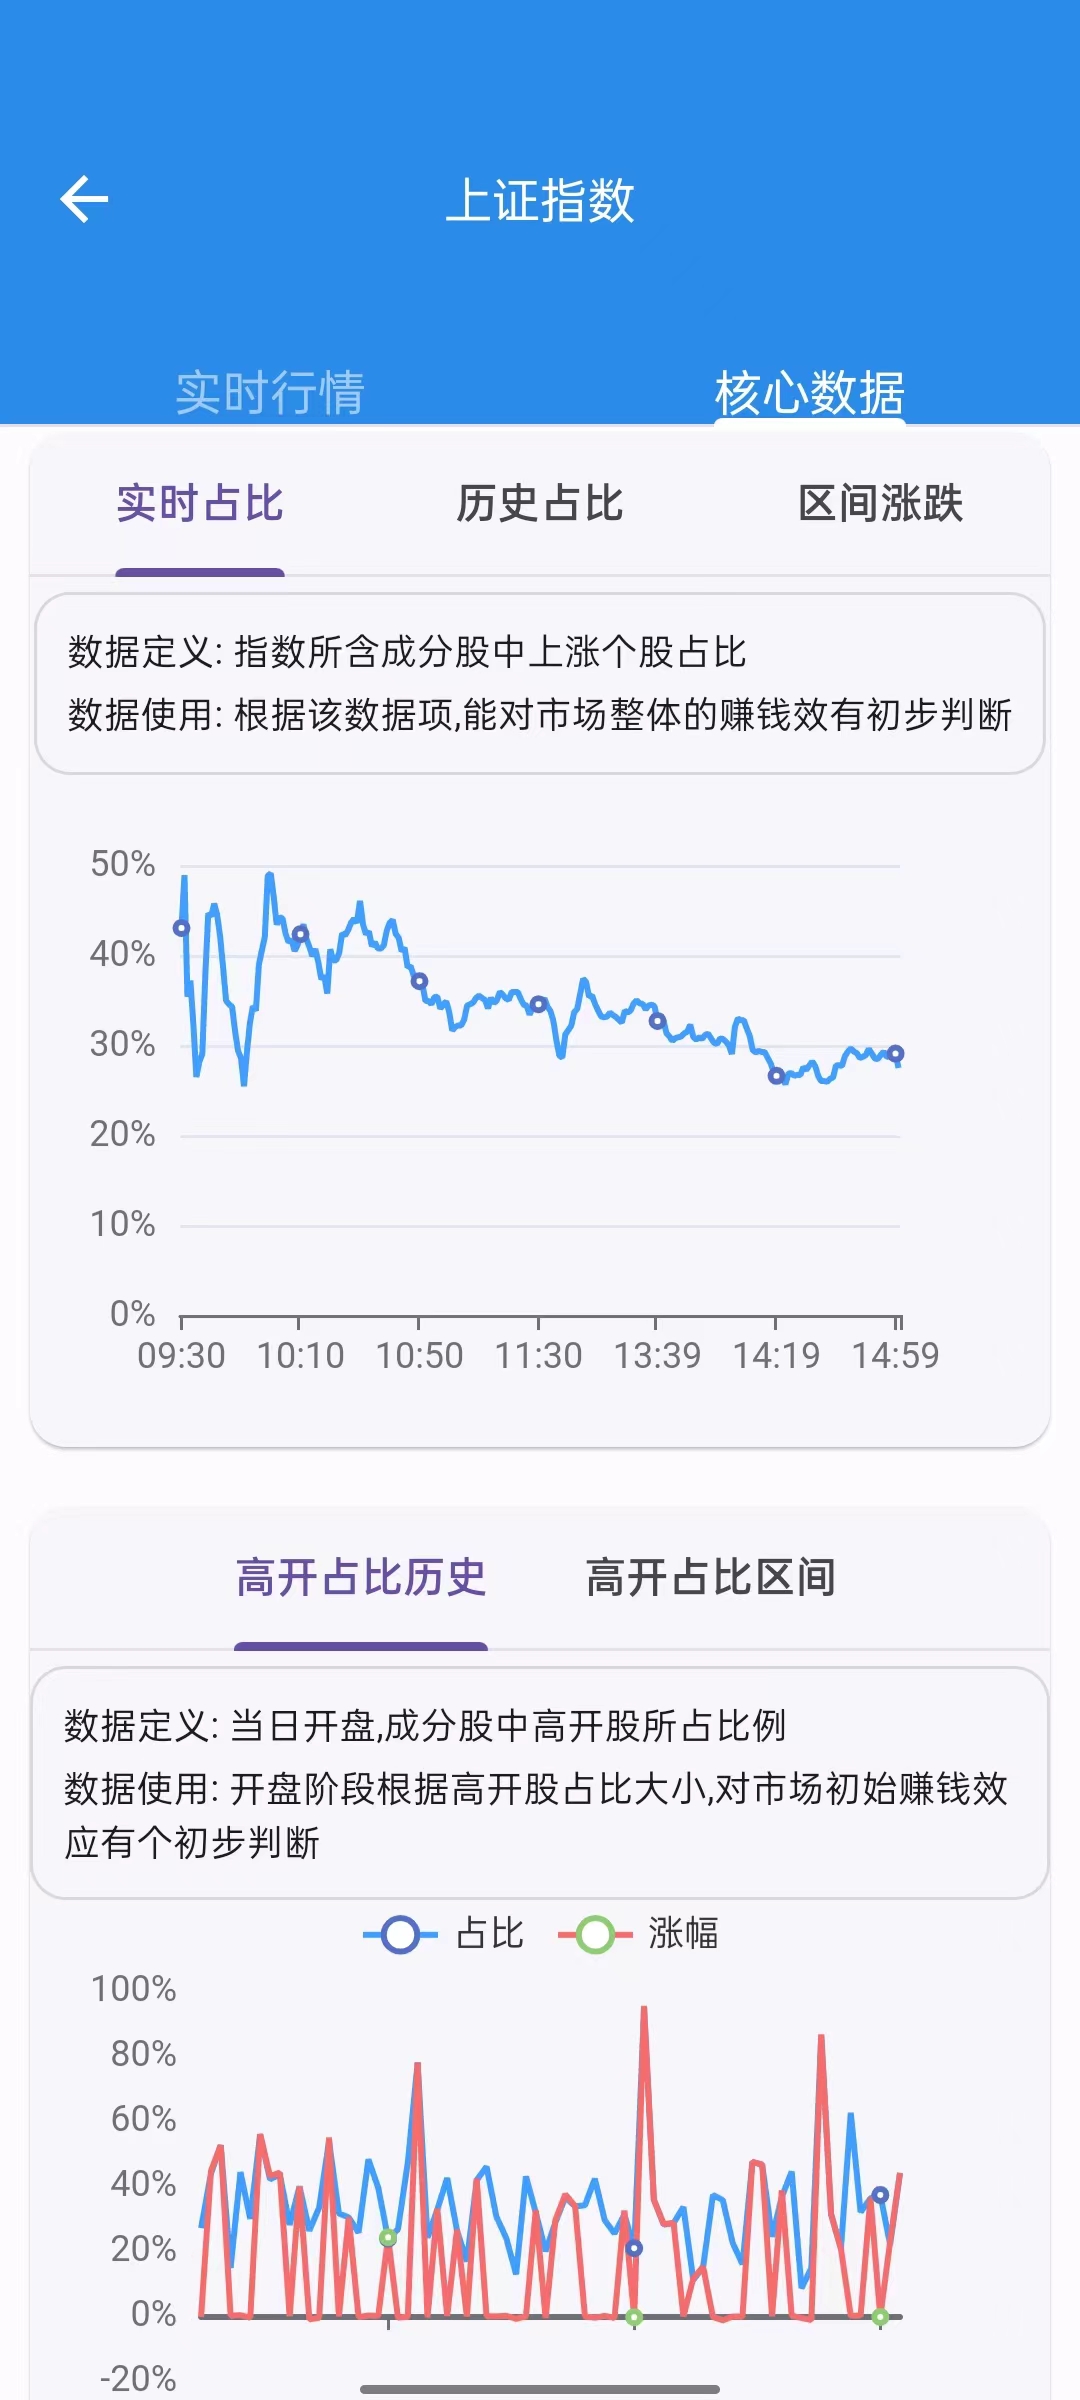 上证指数
实时行情 核心数据
实时占比 历史占比 区间涨跌
数据定义: 指数所含成分股中上涨个股占比
数据使用: 根据该数据项,能对市场整体的赚钱效有初步判断
50%
40%
30%
20%
10%
0%
09:30 10:10 10:50 11:30 13:39 14:19 14:59
高开占比历史 高开占比区间
数据定义: 当日开盘,成分股中高开股所占比例
数据使用: 开盘阶段根据高开股占比大小,对市场初始赚钱效
应有个初步判断
占比 涨幅
100%
80%
60%
40%
20%
0%
-20%